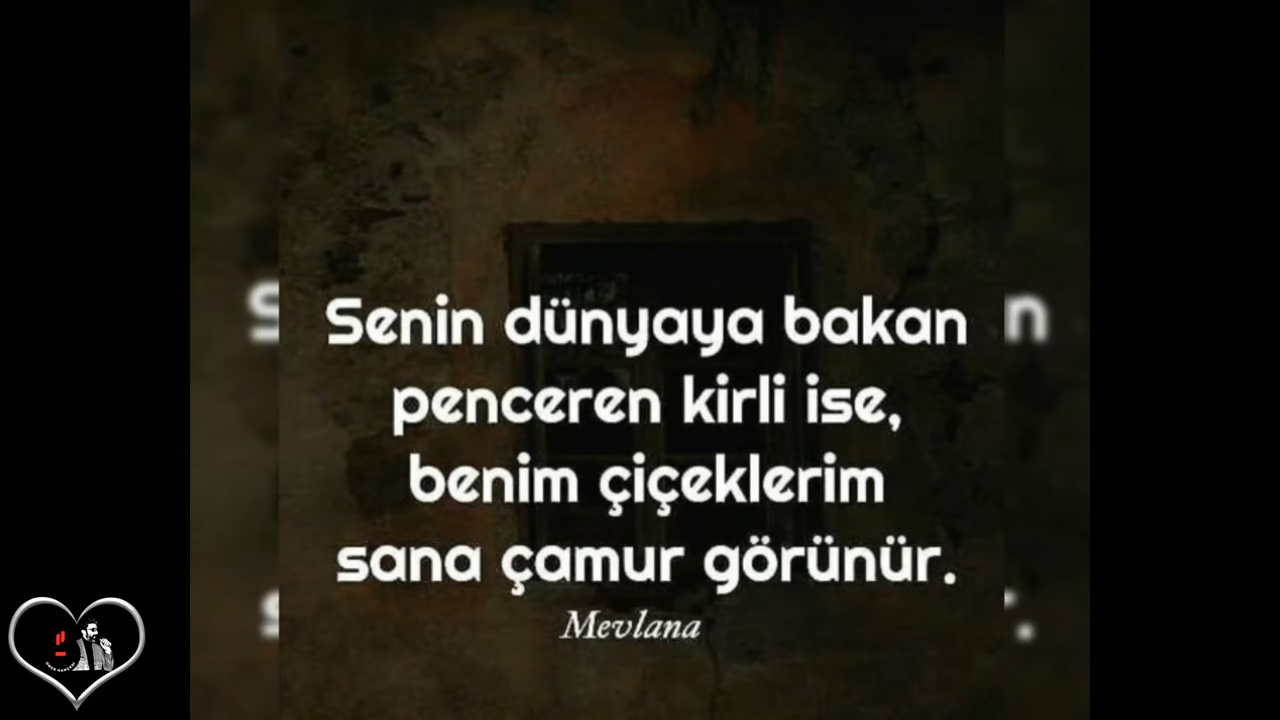 Senin dünyaya bakan
penceren kirli ise,
benim çiçeklerim
sana çamur görünür.
Mevlana